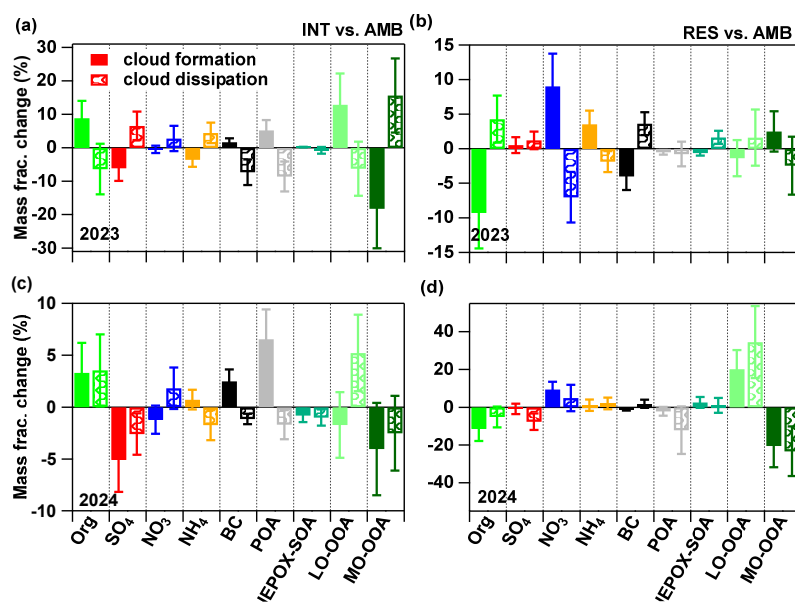 (a)
INT vs. AMB
(b)
RES vs. AMB
Mass frac. change (%)
30
20
10
0
-10
-20
-30
cloud formation
cloud dissipation
2023
Mass frac. change (%)
15
10
5
0
-5
-10
-15
2023
(c)
Mass frac. change (%)
10
5
0
-5
-10
2024
Org
SO4
NO3
NH4
BC
POA
IEPOX-SOA
LO-OOA
MO-OOA
(d)
40
20
0
-20
-40
2024
Org
SO4
NO3
NH4
BC
POA
IEPOX-SOA
LO-OOA
MO-OOA